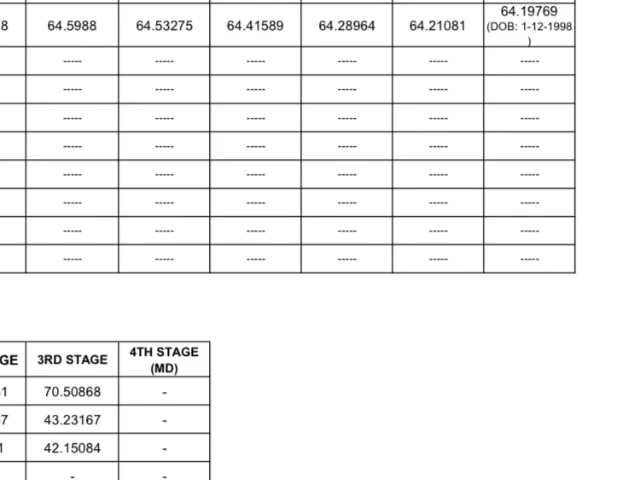 8 64.5988 64.53275 64.41589 64.28964 64.21081 64.19769
(DOB: 1-12-1998
)
----- ----- ----- ----- ----- -----
----- ----- ----- ----- ----- -----
----- ----- ----- ----- ----- -----
----- ----- ----- ----- ----- -----
----- ----- ----- ----- ----- -----
----- ----- ----- ----- ----- -----
----- ----- ----- ----- ----- -----
----- ----- ----- ----- ----- -----
GE 3RD STAGE 4TH STAGE
(MD)
1 70.50868 -
7 43.23167 -
1 42.15084 -
- -